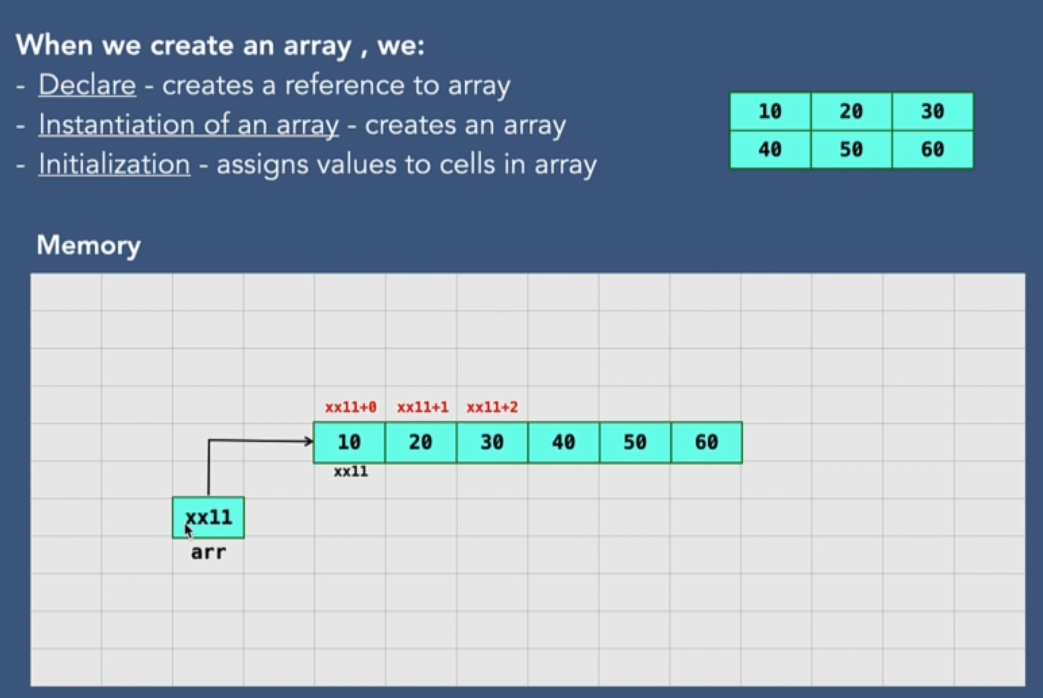 When we create an array , we:
- Declare - creates a reference to array
- Instantiation of an array - creates an array
- Initialization - assigns values to cells in array
10 20 30
40 50 60
Memory
xx11+0 xx11+1 xx11+2
10 20 30 40 50 60
xx11
xx11
arr